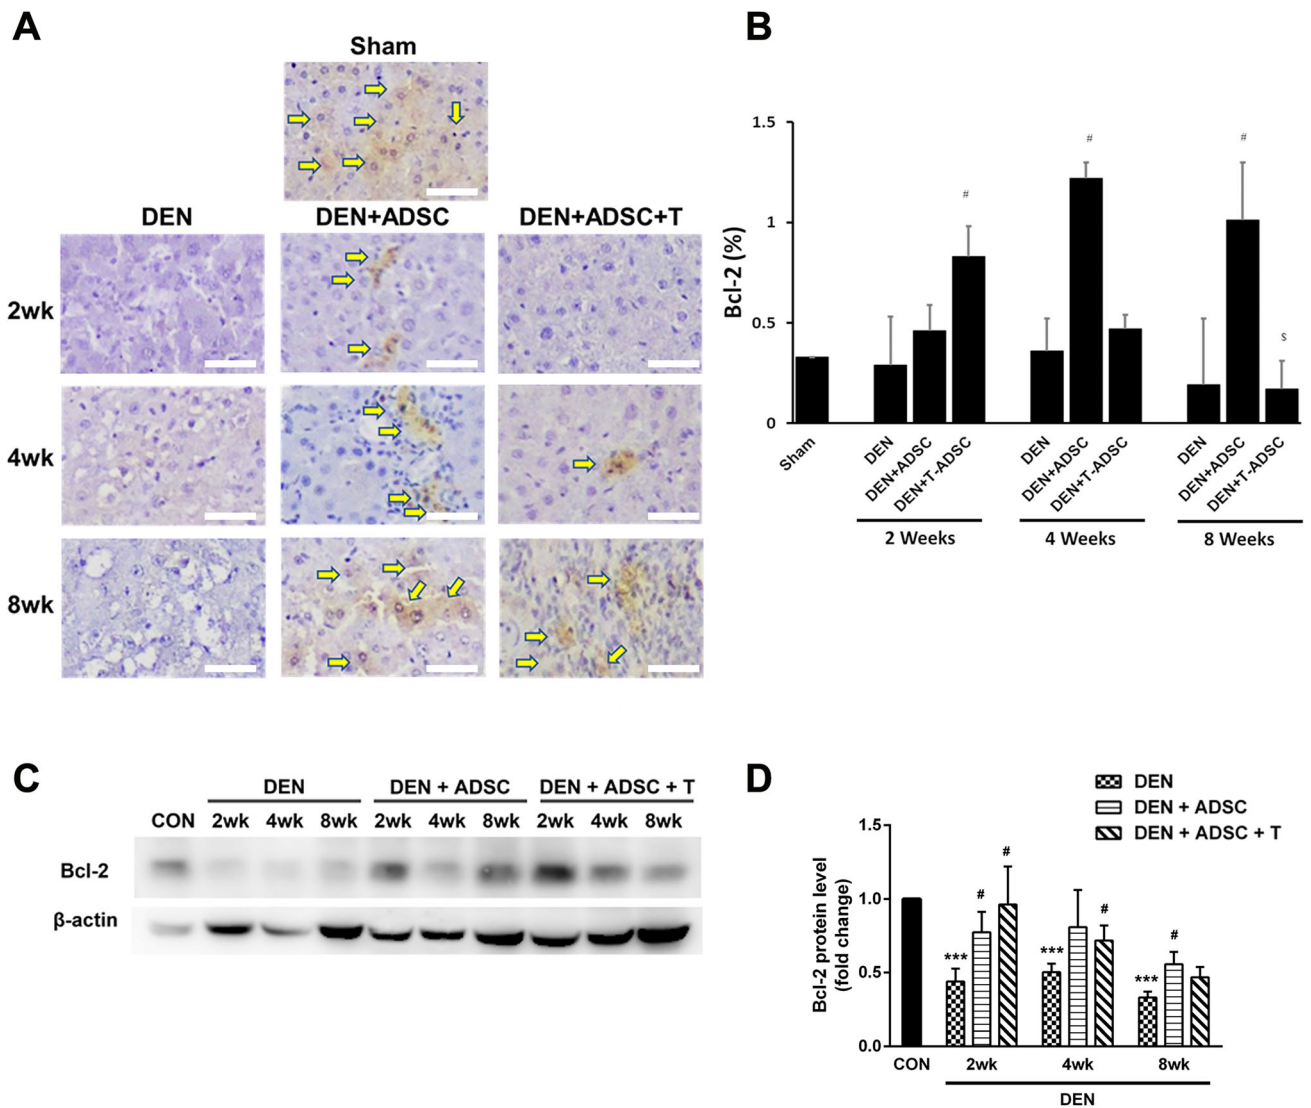 A
Sham
DEN
DEN+ADSC
DEN+ADSC+T
2wk
4wk
8wk
B
Bcl-2 (%)
1.5
1
0.5
0
#
#
#
$
Sham
DEN
DEN+ADSC
DEN+T-ADSC
DEN
DEN+ADSC
DEN+T-ADSC
DEN
DEN+ADSC
DEN+T-ADSC
2 Weeks
4 Weeks
8 Weeks
C
DEN
DEN + ADSC
DEN + ADSC + T
CON 2wk 4wk 8wk 2wk 4wk 8wk 2wk 4wk 8wk
Bcl-2
β-actin
D
DEN
DEN + ADSC
DEN + ADSC + T
Bcl-2 protein level
(fold change)
1.5
1.0
0.5
0.0
***
#
#
***
#
***
#
CON
2wk
4wk
8wk
DEN